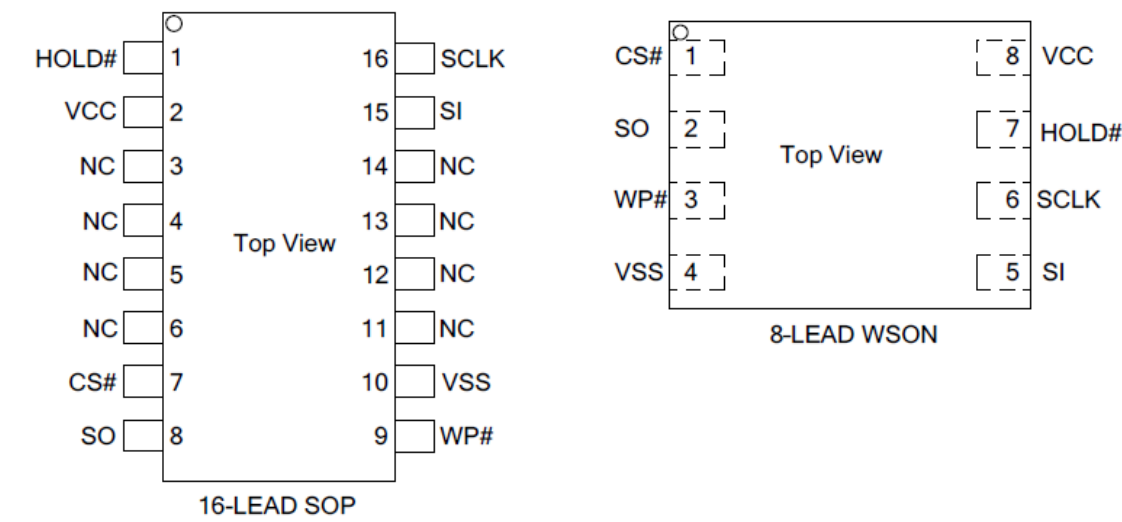 HOLD# 1 16 SCLK
VCC 2 15 SI
NC 3 14 NC
NC 4 13 NC
Top View
NC 5 12 NC
NC 6 11 NC
CS# 7 10 VSS
SO 8 9 WP#
16-LEAD SOP
CS# 1 8 VCC
SO 2 7 HOLD#
Top View
WP# 3 6 SCLK
VSS 4 5 SI
8-LEAD WSON